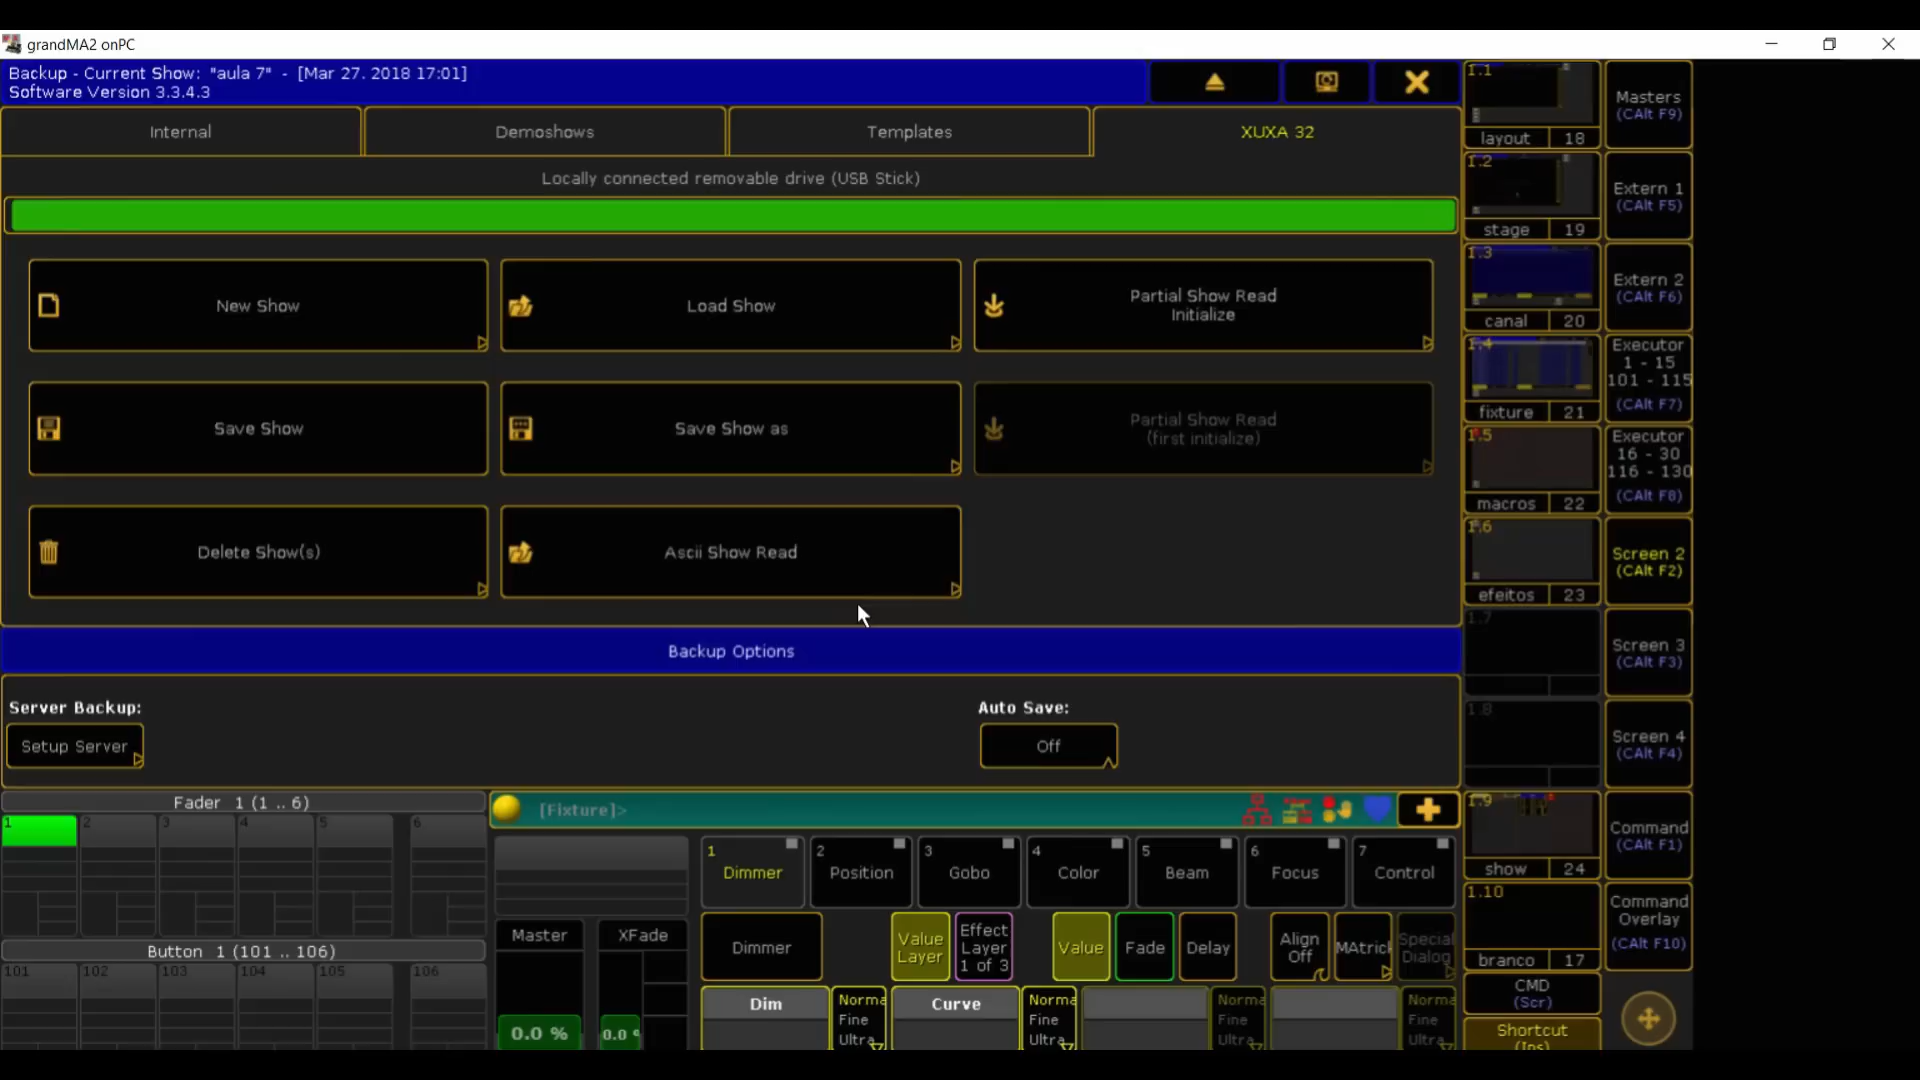 grandMA2 onPC
Backup - Current Show: "aula 7" - [Mar 27. 2018 17:01]
Software Version 3.3.4.3
Internal
Demoshows
Templates
XUXA 32
Locally connected removable drive (USB Stick)
New Show
Load Show
Partial Show Read
Initialize
Save Show
Save Show as
Partial Show Read
(first initialize)
Delete Show(s)
Ascii Show Read
Backup Options
Server Backup:
Setup Server
Auto Save:
Off
Fader 1 (1 .. 6)
1
2
3
4
5
6
Button 1 (101 .. 106)
101
102
103
104
105
106
[Fixture]>
Master
XFade
0.0 %
0.0
1
Dimmer
2
Position
3
Gobo
4
Color
5
Beam
6
Focus
7
Control
Dimmer
Value
Layer
Effect
Layer
1 of 3
Value
Fade
Delay
Align
Off
MAtric
Special
Dialog
Dim
Norma
Fine
Ultra
Curve
Norma
Fine
Ultra
Norma
Fine
Ultra
Norma
Fine
Ultra
1.1
layout 18
1.2
stage 19
1.3
canal 20
1.4
fixture 21
1.5
macros 22
1.6
efeitos 23
1.7
1.8
1.9
show 24
1.10
branco 17
CMD
(Scr)
Shortcut
(Ins)
Masters
(CAlt F9)
Extern 1
(CAlt F5)
Extern 2
(CAlt F6)
Executor
1 - 15
101 - 115
(CAlt F7)
Executor
16 - 30
116 - 130
(CAlt F8)
Screen 2
(CAlt F2)
Screen 3
(CAlt F3)
Screen 4
(CAlt F4)
Command
(CAlt F1)
Command
Overlay
(CAlt F10)